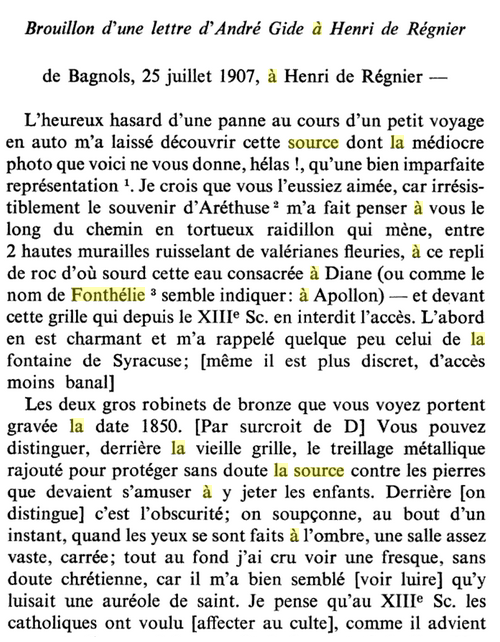 Brouillon d'une lettre d'André Gide à Henri de Régnier
de Bagnols, 25 juillet 1907, à Henri de Régnier —
L'heureux hasard d'une panne au cours d'un petit voyage
en auto m'a laissé découvrir cette source dont la médiocre
photo que voici ne vous donne, hélas !, qu'une bien imparfaite
représentation ¹. Je crois que vous l'eussiez aimée, car irrésis-
tiblement le souvenir d'Aréthuse ² m'a fait penser à vous le
long du chemin en tortueux raidillon qui mène, entre
2 hautes murailles ruisselant de valérianes fleuries, à ce repli
de roc d'où sourd cette eau consacrée à Diane (ou comme le
nom de Fonthélie ³ semble indiquer : à Apollon) — et devant
cette grille qui depuis le XIIIᵉ Sc. en interdit l'accès. L'abord
en est charmant et m'a rappelé quelque peu celui de la
fontaine de Syracuse; [même il est plus discret, d'accès
moins banal]
Les deux gros robinets de bronze que vous voyez portent
gravée la date 1850. [Par surcroit de D] Vous pouvez
distinguer, derrière la vieille grille, le treillage métallique
rajouté pour protéger sans doute la source contre les pierres
que devaient s'amuser à y jeter les enfants. Derrière [on
distingue] c'est l'obscurité; on soupçonne, au bout d'un
instant, quand les yeux se sont faits à l'ombre, une salle assez
vaste, carrée; tout au fond j'ai cru voir une fresque, sans
doute chrétienne, car il m'a bien semblé [voir luire] qu'y
luisait une auréole de saint. Je pense qu'au XIIIᵉ Sc. les
catholiques ont voulu [affecter au culte], comme il advient